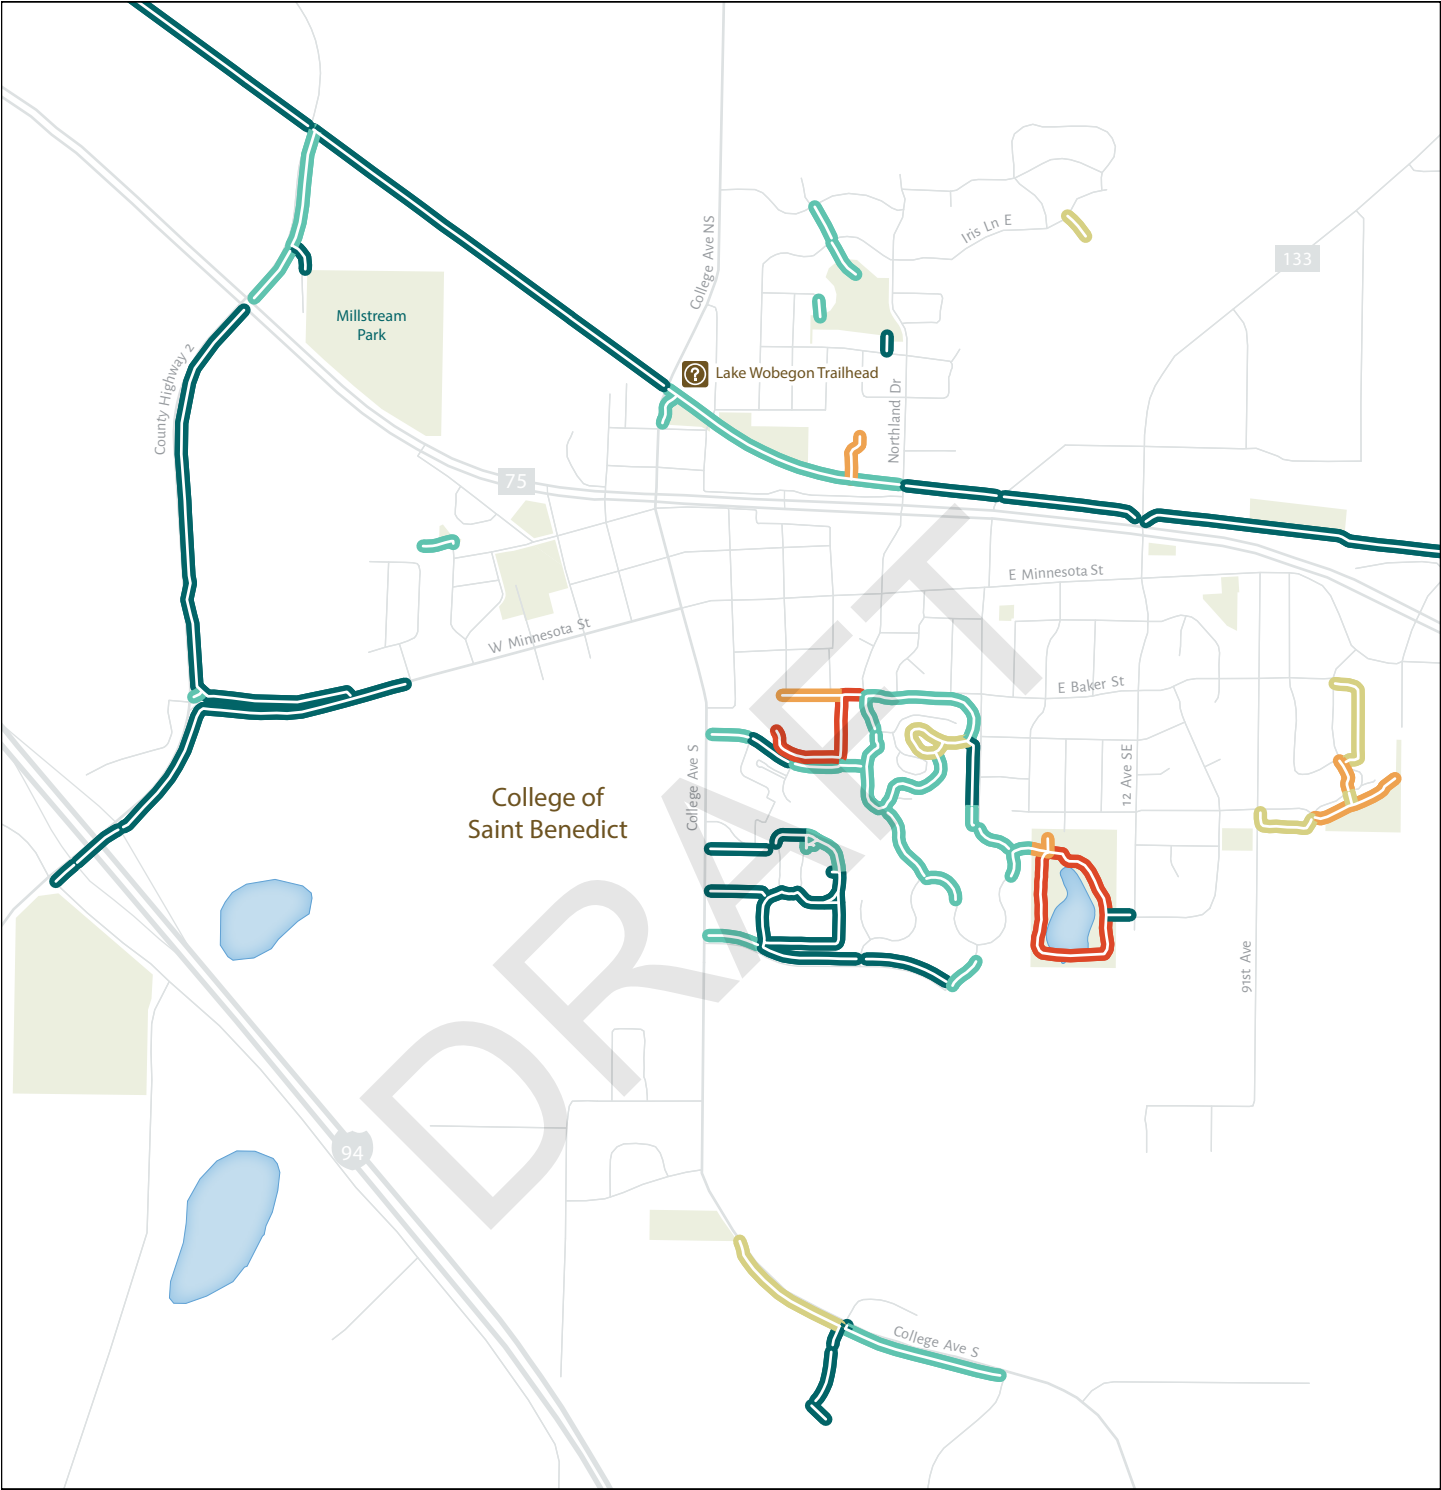 College Ave NS
Iris Ln E
133
Millstream
Park
County Highway 2
?
Lake Wobegon Trailhead
Northland Dr
75
E Minnesota St
W Minnesota St
E Baker St
College Ave S
12 Ave SE
College of
Saint Benedict
91st Ave
DRAFT
94
College Ave S